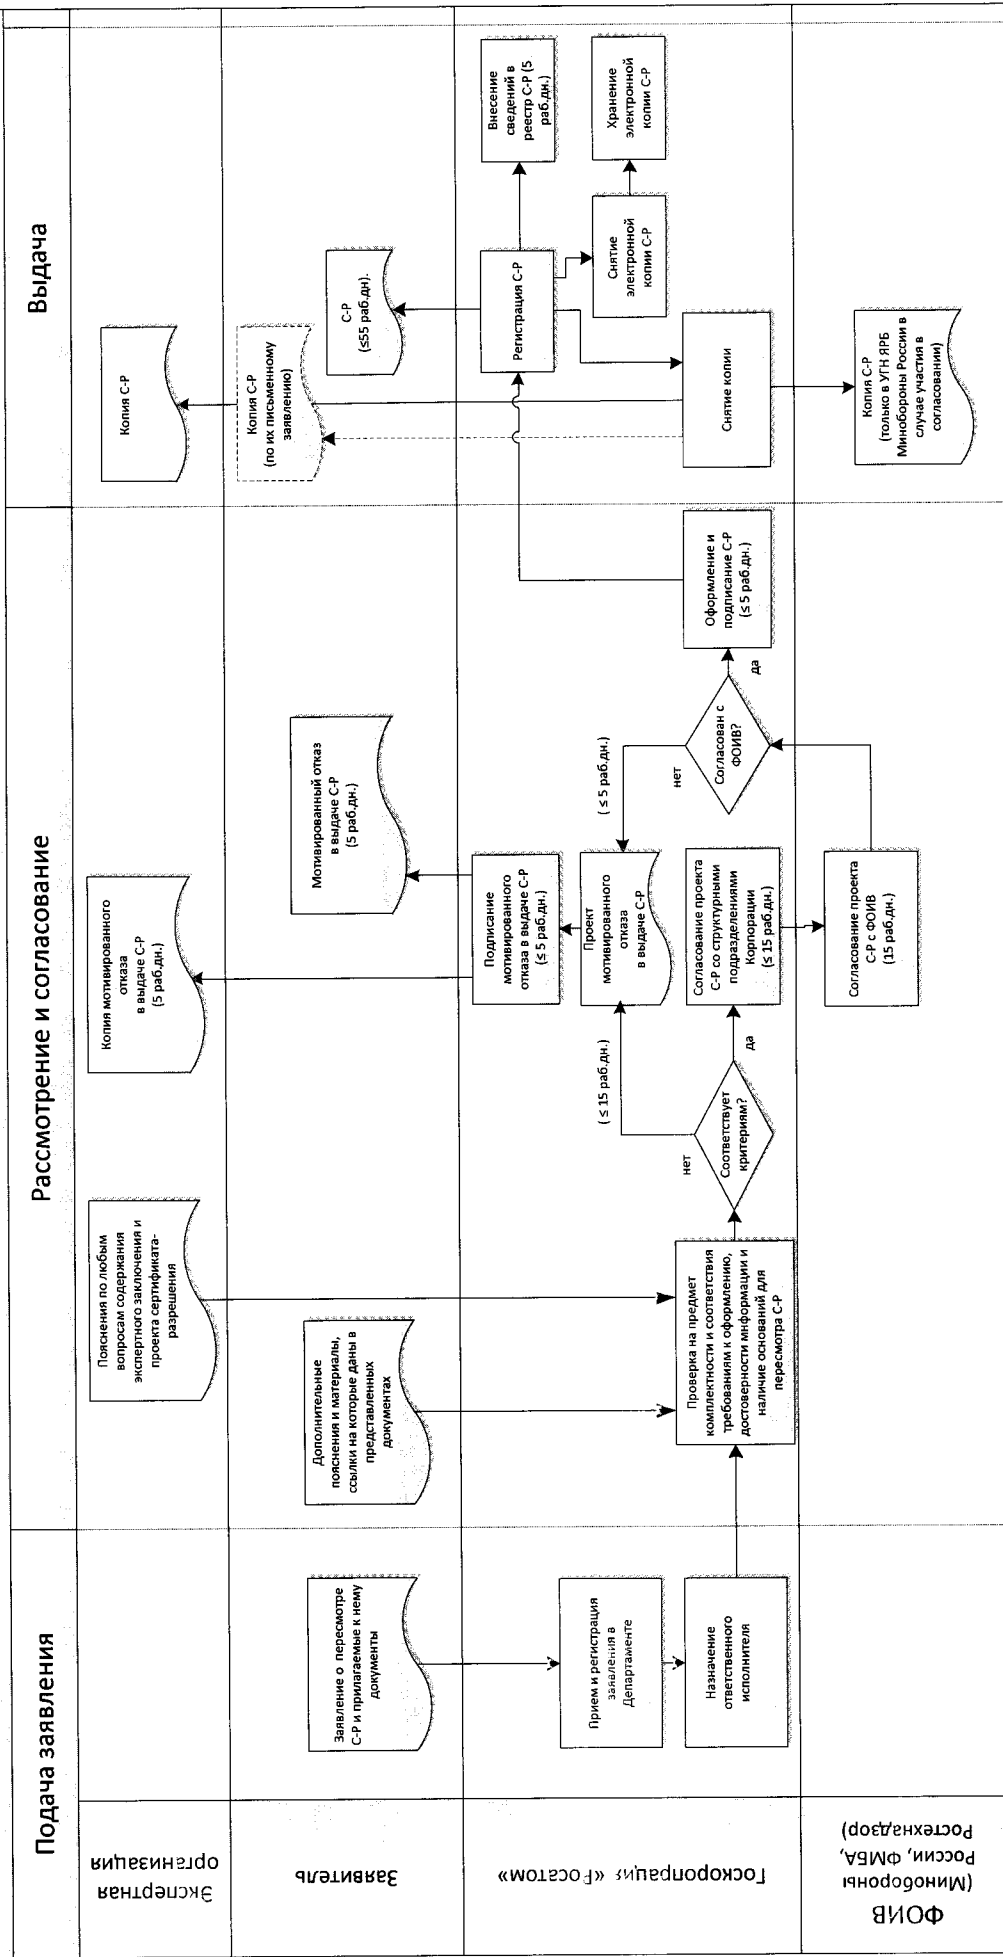 Подача заявления
Рассмотрение и согласование
Выдача
Экспертная
организация
Пояснения по любым
вопросам содержания
экспертного заключения и
проекта сертификата-
разрешения
Копия мотивированного
отказа
в выдаче С-Р
(5 раб.дн.)
Копия С-Р
Заявитель
Заявление о пересмотре
С-Р и прилагаемые к нему
документы
Дополнительные
пояснения и материалы,
ссылки на которые даны в
представленных
документах
Мотивированный отказ
в выдаче С-Р
(5 раб.дн.)
Копия С-Р
(по их письменному
заявлению)
С-Р
(≤55 раб.дн).
Госкоропрация «Росатом»
Прием и регистрация
заявления в
Департаменте
Назначение
ответственного
исполнителя
Проверка на предмет
комплектности и соответствия
требованиям к оформлению,
достоверности мнформации и
наличие оснований для
пересмотра С-Р
Соответствует
критериям?
нет
( ≤ 15 раб.дн.)
да
Подписание
мотивированного
отказа в выдаче С-Р
(≤ 5 раб.дн.)
Проект
мотивированного
отказа
в выдаче С-Р
Согласование проекта
С-Р со структурными
подразделениями
Корпорации
(≤ 15 раб.дн.)
( ≤ 5 раб.дн.)
нет
Согласован с
ФОИВ?
да
Оформление и
подписание С-Р
(≤ 5 раб.дн.)
Регистрация С-Р
Внесение
сведений в
реестр С-Р (5
раб.дн.)
Снятие
электронной
копии С-Р
Хранение
электронной
копии С-Р
Снятие копии
ФОИВ
(Минобороны
России, ФМБА,
Ростехнадзор)
Согласование проекта
С-Р с ФОИВ
(15 раб.дн.)
Копия С-Р
(только в УГН ЯРБ
Минобороны России в
случае участия в
согласовании)